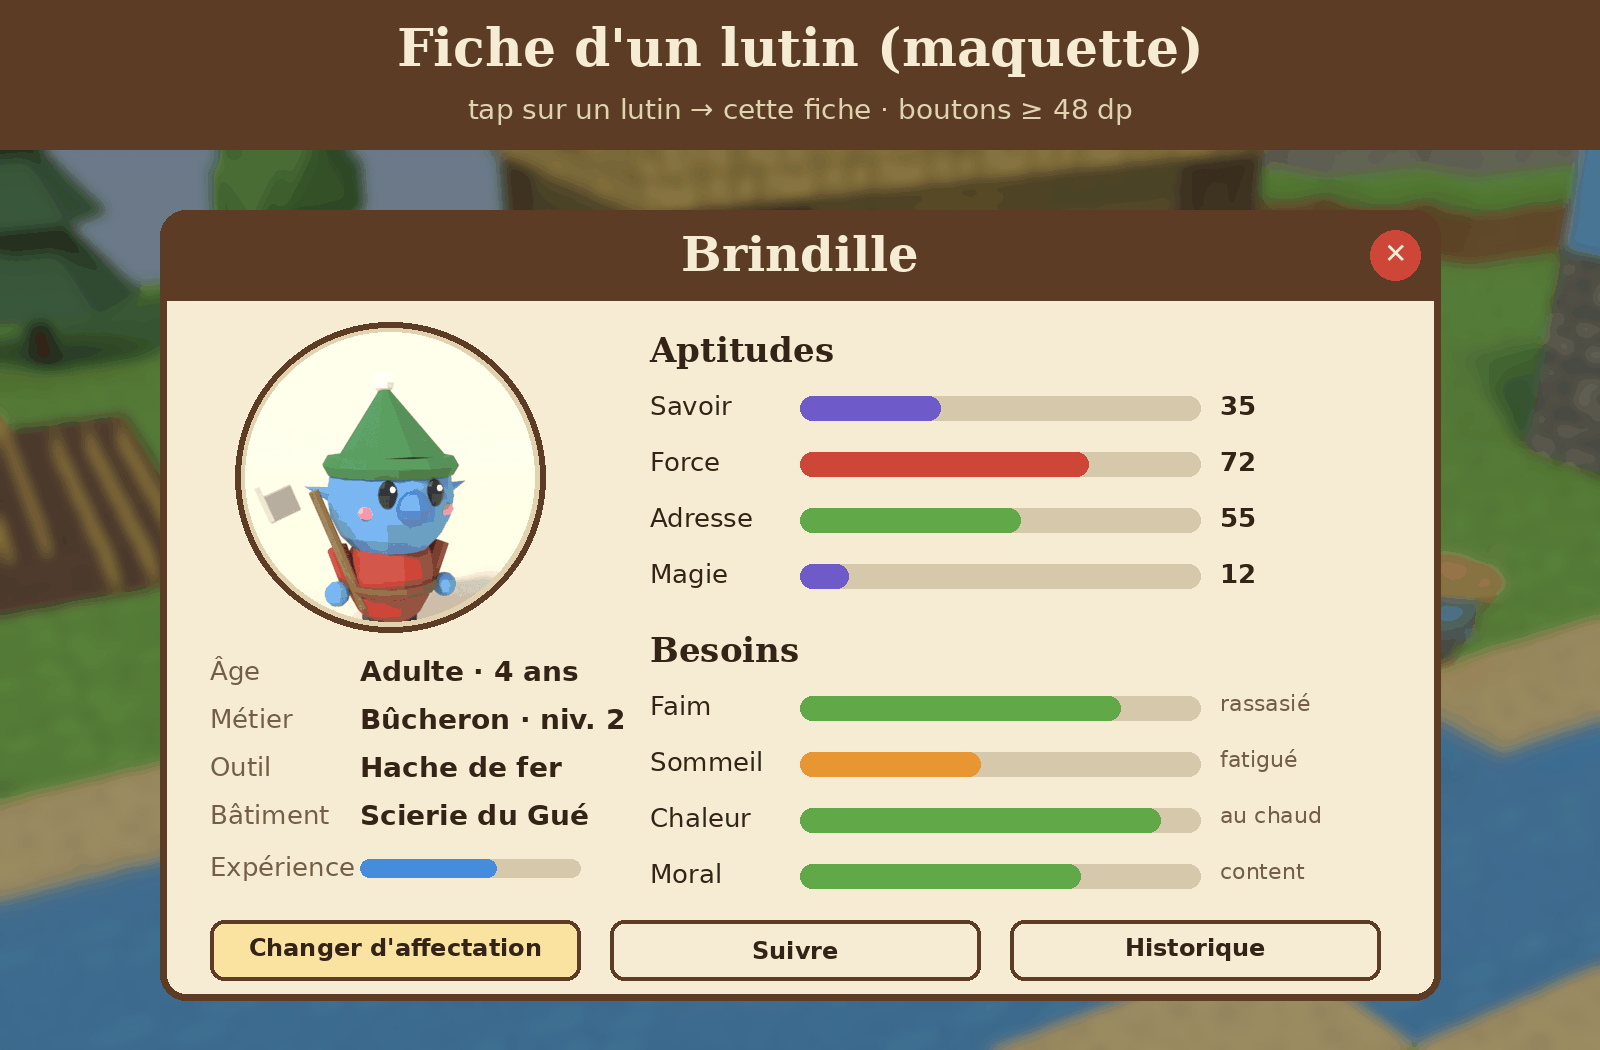 Fiche d'un lutin (maquette)
tap sur un lutin → cette fiche · boutons ≥ 48 dp
Brindille
✕
Âge Adulte · 4 ans
Métier Bûcheron · niv. 2
Outil Hache de fer
Bâtiment Scierie du Gué
Expérience
Aptitudes
Savoir 35
Force 72
Adresse 55
Magie 12
Besoins
Faim rassasié
Sommeil fatigué
Chaleur au chaud
Moral content
Changer d'affectation
Suivre
Historique